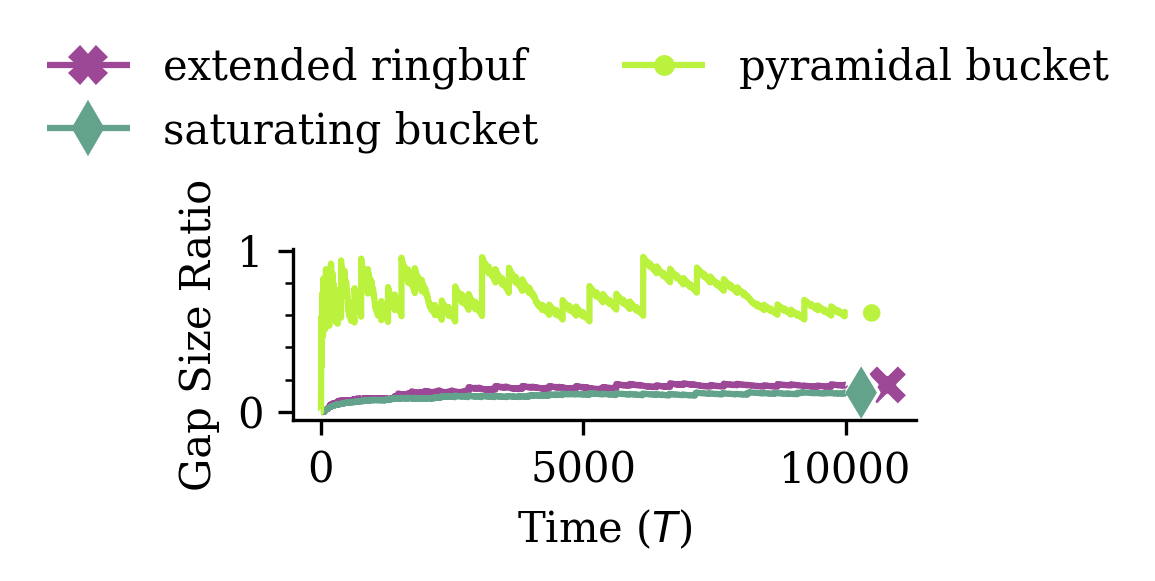 extended ringbuf
pyramidal bucket
saturating bucket
Gap Size Ratio
1
0
0
5000
10000
Time (T)